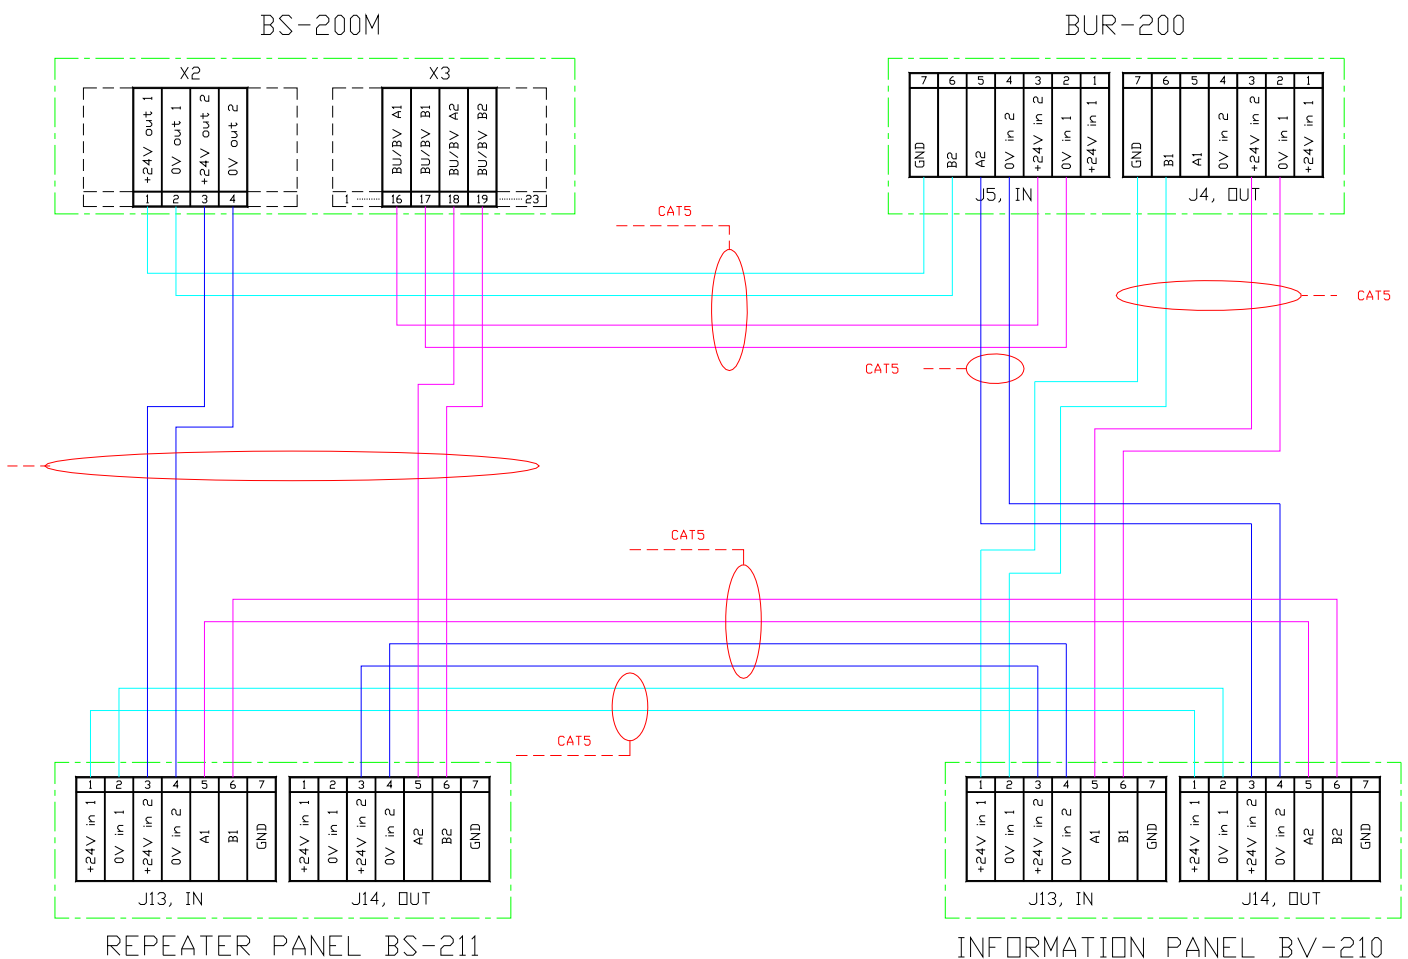 BS-200M
BUR-200
X2
X3
+24V out 1
0V out 1
+24V out 2
0V out 2
1 2 3 4
BU/BV A1
BU/BV B1
BU/BV A2
BU/BV B2
1 16 17 18 19 23
7 6 5 4 3 2 1
GND
B2
A2
0V in 2
+24V in 2
0V in 1
+24V in 1
J5, IN
7 6 5 4 3 2 1
GND
B1
A1
0V in 2
+24V in 2
0V in 1
+24V in 1
J4, OUT
CAT5
CAT5
CAT5
CAT5
CAT5
1 2 3 4 5 6 7
+24V in 1
0V in 1
+24V in 2
0V in 2
A1
B1
GND
J13, IN
1 2 3 4 5 6 7
+24V in 1
0V in 1
+24V in 2
0V in 2
A2
B2
GND
J14, OUT
1 2 3 4 5 6 7
+24V in 1
0V in 1
+24V in 2
0V in 2
A1
B1
GND
J13, IN
1 2 3 4 5 6 7
+24V in 1
0V in 1
+24V in 2
0V in 2
A2
B2
GND
J14, OUT
REPEATER PANEL BS-211
INFORMATION PANEL BV-210